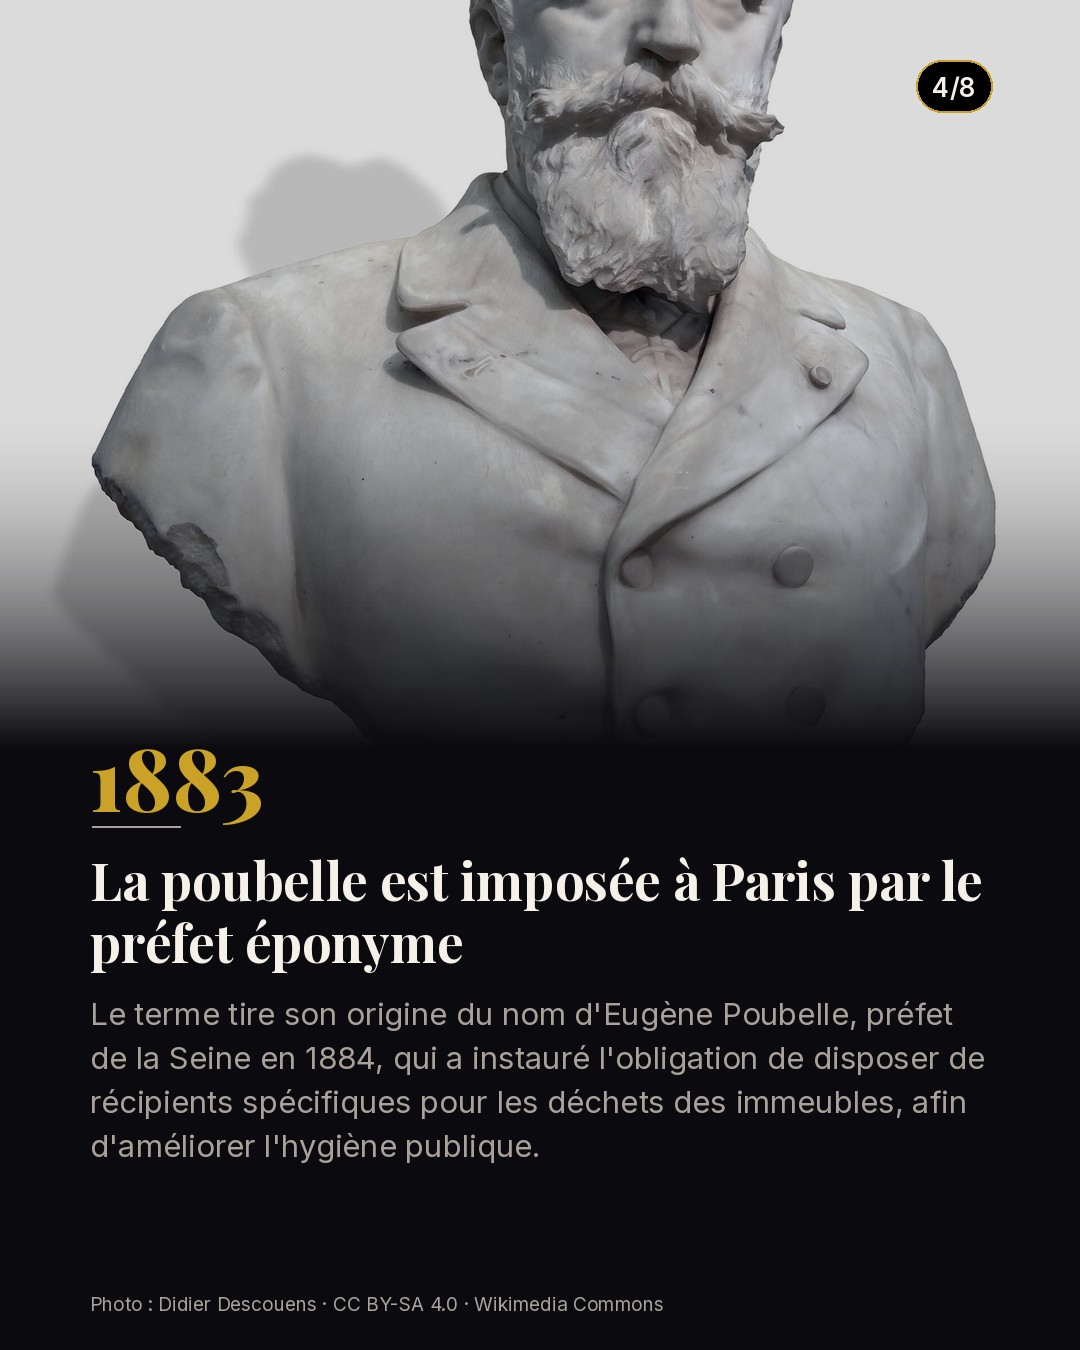 4/8
1883
La poubelle est imposée à Paris par le
préfet éponyme
Le terme tire son origine du nom d'Eugène Poubelle, préfet
de la Seine en 1884, qui a instauré l'obligation de disposer de
récipients spécifiques pour les déchets des immeubles, afin
d'améliorer l'hygiène publique.
Photo : Didier Descouens · CC BY-SA 4.0 · Wikimedia Commons